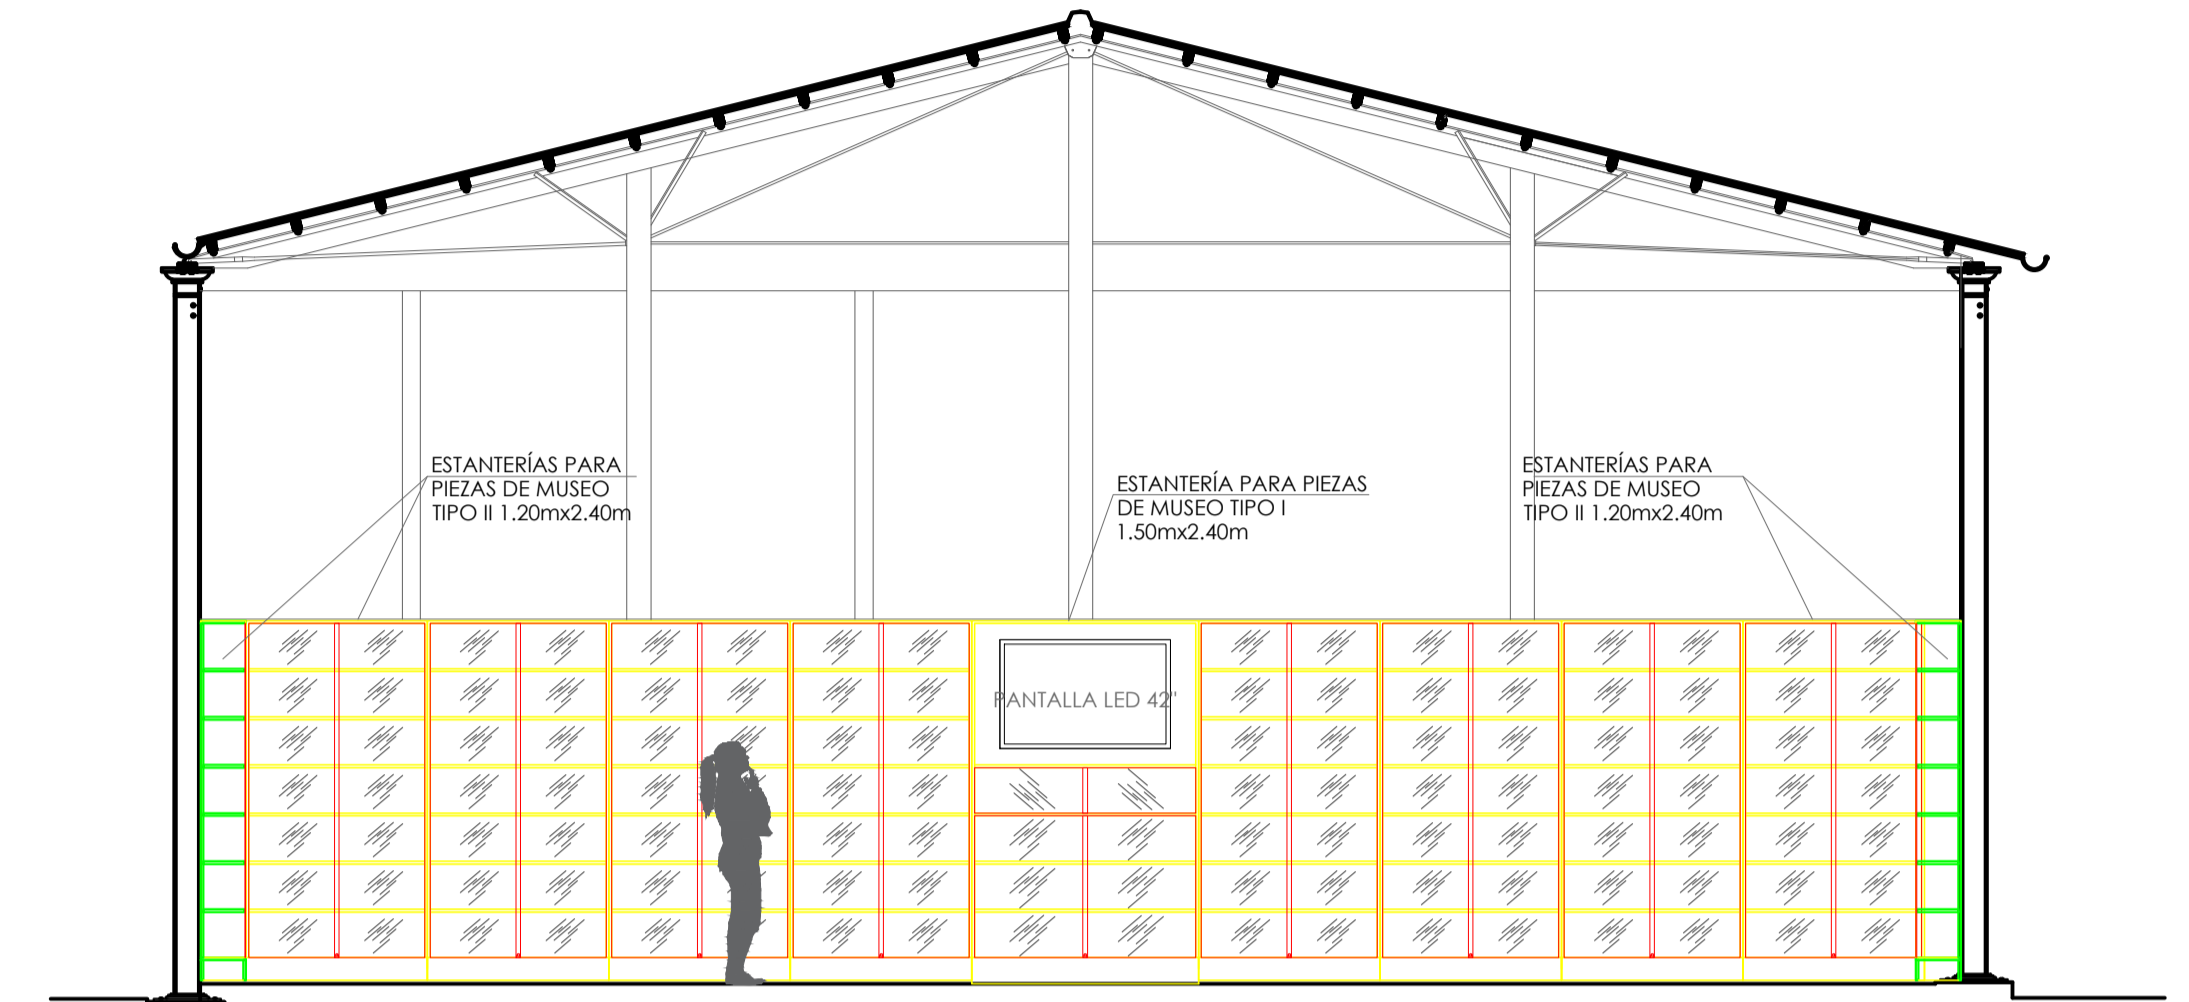 ESTANTERÍAS PARA
PIEZAS DE MUSEO
TIPO II 1.20mx2.40m
ESTANTERÍA PARA PIEZAS
DE MUSEO TIPO I
1.50mx2.40m
ESTANTERÍAS PARA
PIEZAS DE MUSEO
TIPO II 1.20mx2.40m
PANTALLA LED 42"